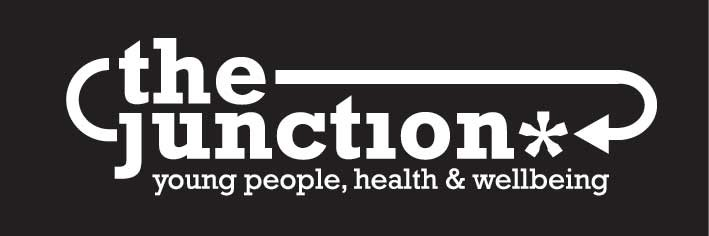 the
junction*
young people, health & wellbeing